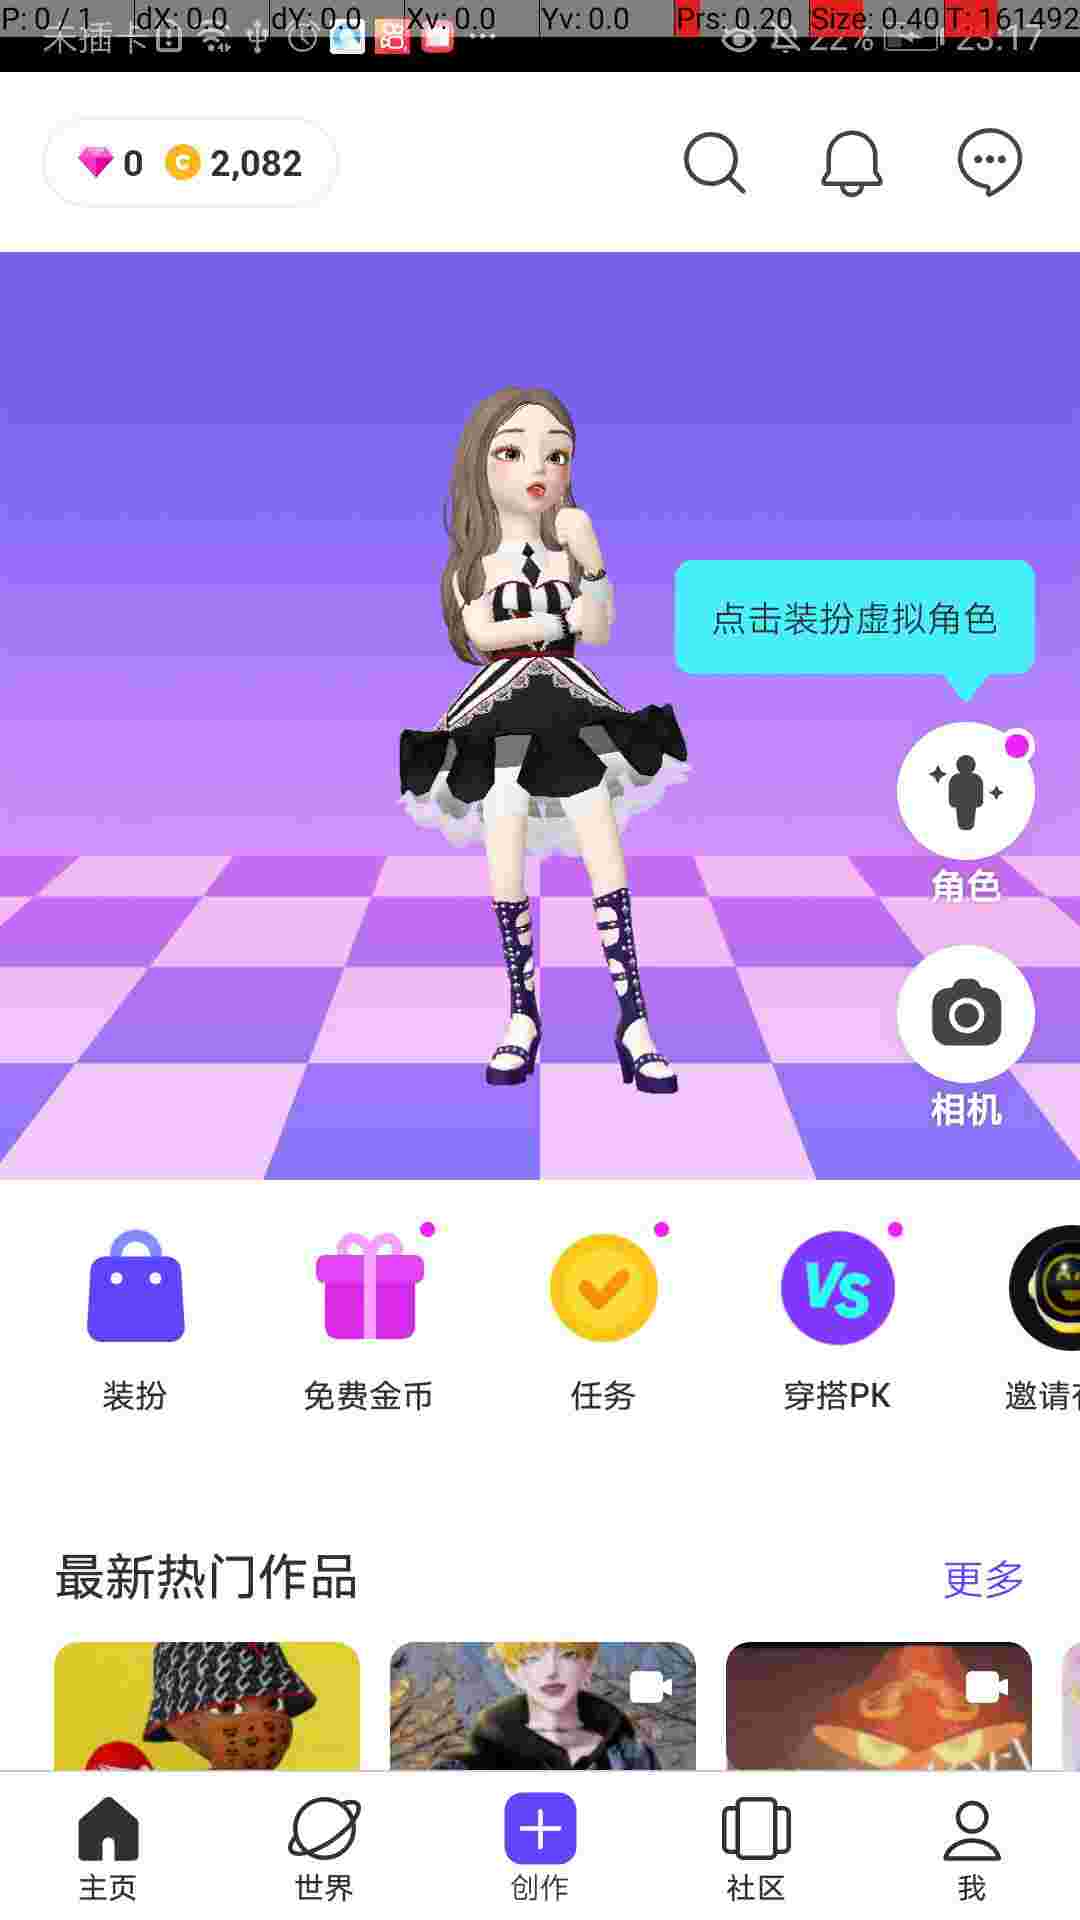 P: 0 / 1 dX: 0.0 dY: 0.0 Xv: 0.0 Yv: 0.0 Prs: 0.20 Size: 0.40 T: 161492
未插卡 22% 23:17
0 2,082
点击装扮虚拟角色
角色
相机
装扮 免费金币 任务 穿搭PK 邀请
最新热门作品 更多
主页 世界 创作 社区 我